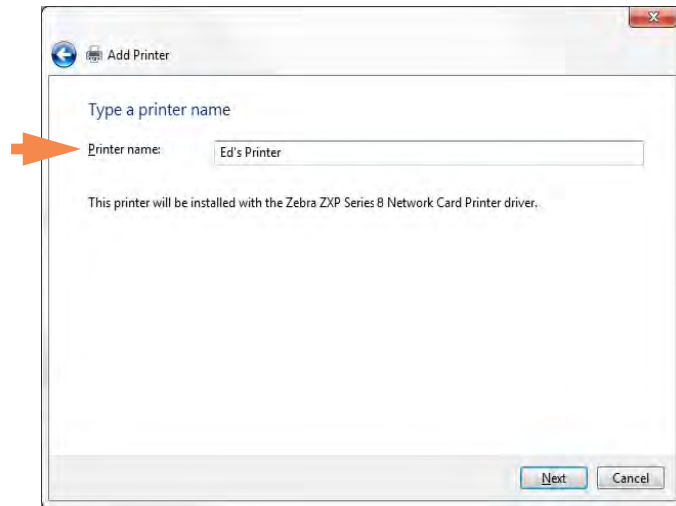 Add Printer
Type a printer name
Printer name: Ed's Printer
This printer will be installed with the Zebra ZXP Series 8 Network Card Printer driver.
Next Cancel